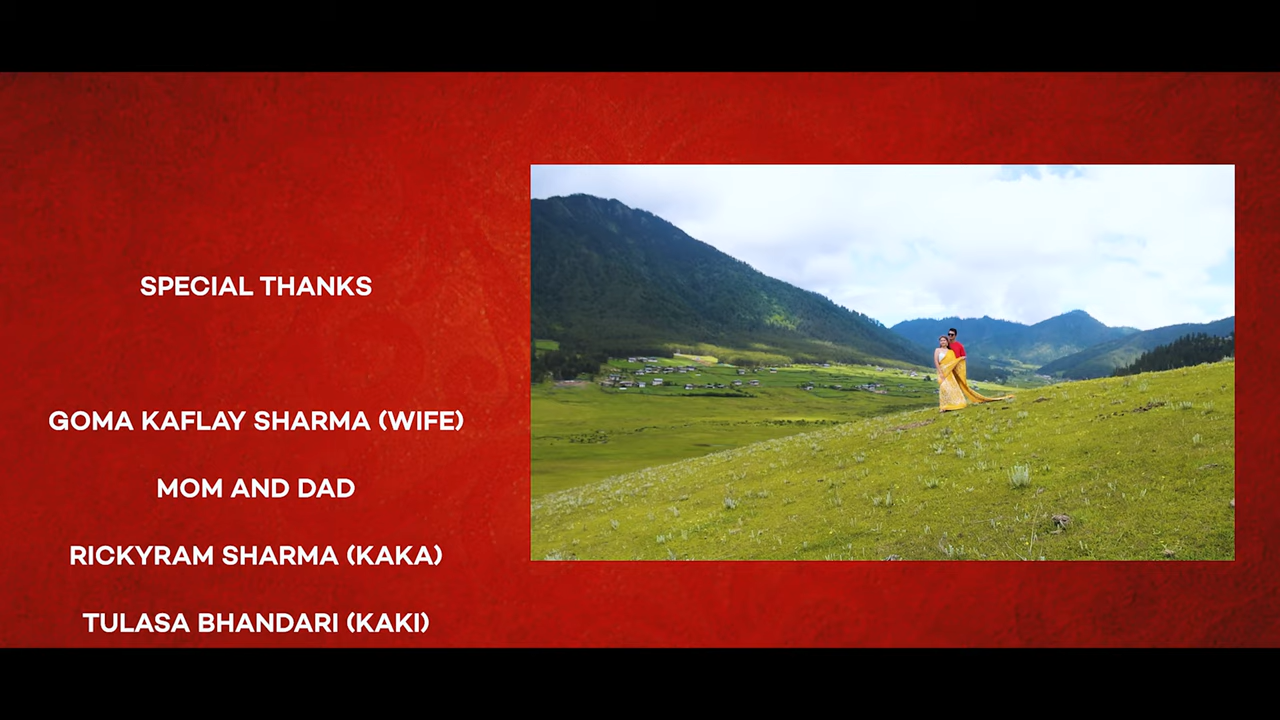 SPECIAL THANKS
GOMA KAFLAY SHARMA (WIFE)
MOM AND DAD
RICKYRAM SHARMA (KAKA)
TULASA BHANDARI (KAKI)